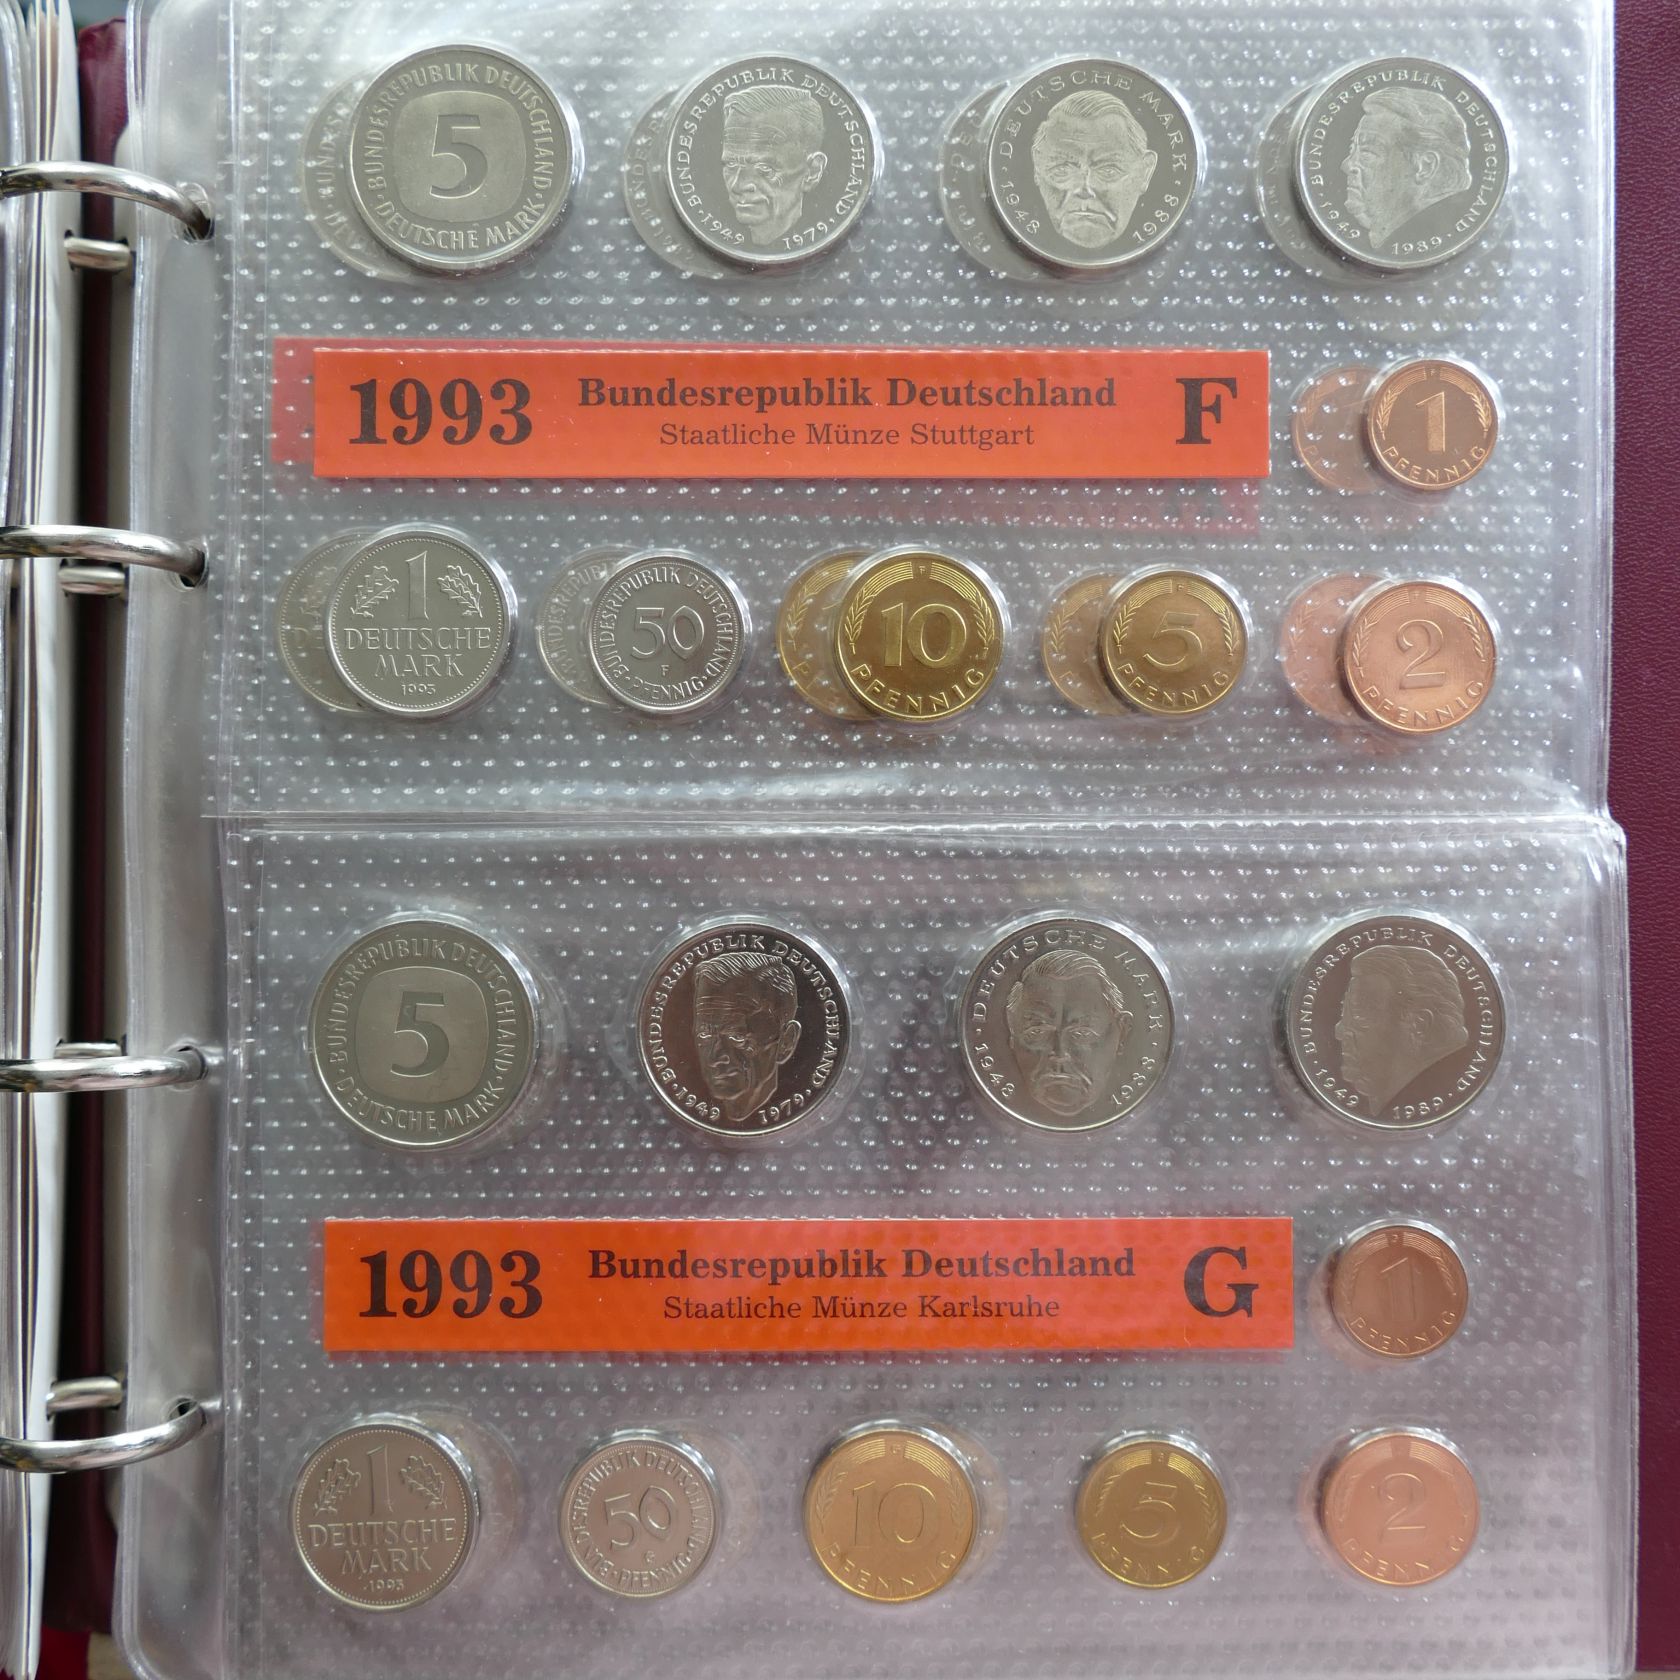 BUNDESREPUBLIK DEUTSCHLAND
5
DEUTSCHE MARK
BUNDESREPUBLIK DEUTSCHLAND
1949 1979
DEUTSCHE MARK
1948 1988
BUNDESREPUBLIK DEUTSCHLAND
1949 1989
1993 Bundesrepublik Deutschland F
Staatliche Münze Stuttgart
F
1
PFENNIG
1
DEUTSCHE
MARK
1993
BUNDESREPUBLIK DEUTSCHLAND
50
F
PFENNIG
F
10
PFENNIG
F
5
PFENNIG
F
2
PFENNIG
BUNDESREPUBLIK DEUTSCHLAND
5
DEUTSCHE MARK
BUNDESREPUBLIK DEUTSCHLAND
1949 1979
DEUTSCHE MARK
1948 1988
BUNDESREPUBLIK DEUTSCHLAND
1949 1989
1993 Bundesrepublik Deutschland G
Staatliche Münze Karlsruhe
1
PFENNIG
1
DEUTSCHE
MARK
1993
BUNDESREPUBLIK DEUTSCHLAND
50
G
PFENNIG
G
10
PFENNIG
5
PFENNIG
2
PFENNIG